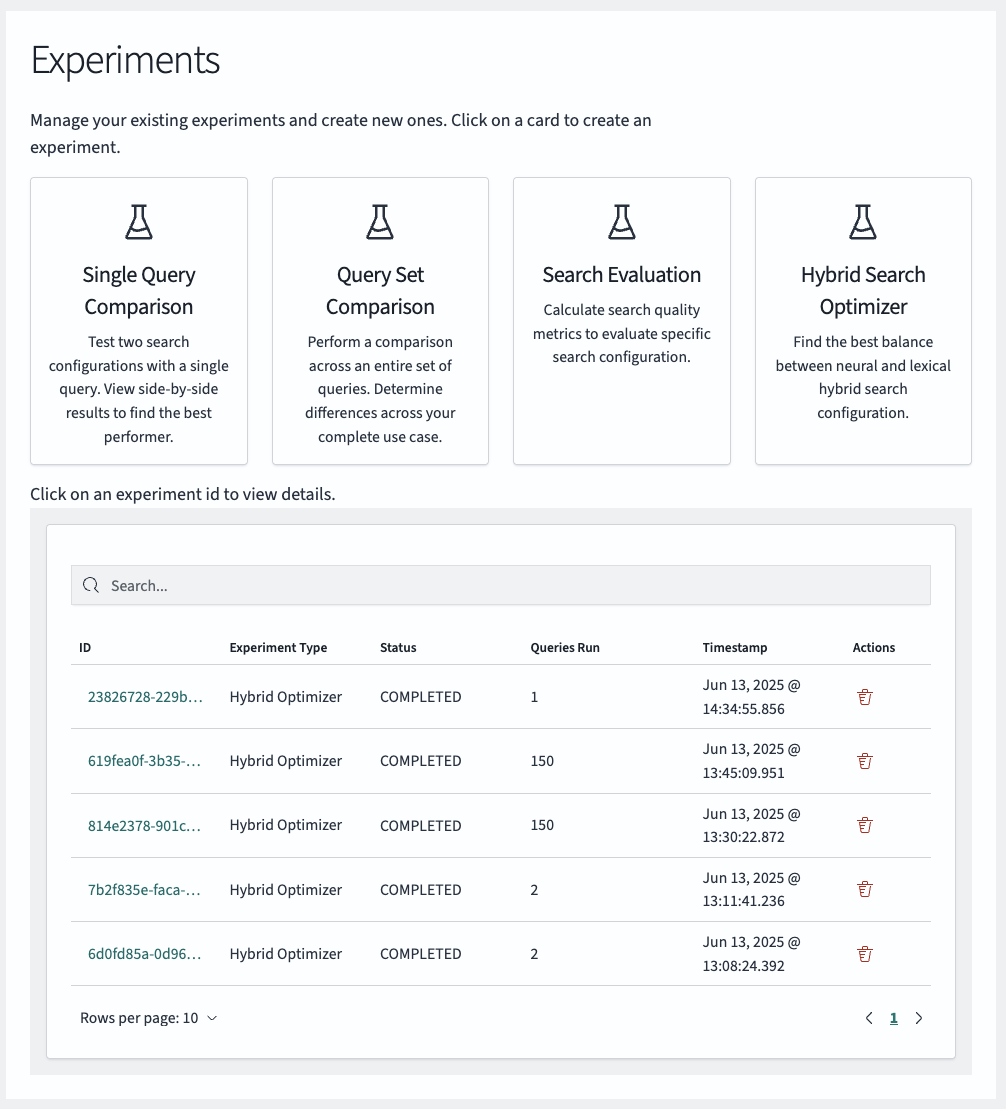 Experiments
Manage your existing experiments and create new ones. Click on a card to create an
experiment.
Single Query
Comparison
Test two search
configurations with a single
query. View side-by-side
results to find the best
performer.
Query Set
Comparison
Perform a comparison
across an entire set of
queries. Determine
differences across your
complete use case.
Search Evaluation
Calculate search quality
metrics to evaluate specific
search configuration.
Hybrid Search
Optimizer
Find the best balance
between neural and lexical
hybrid search
configuration.
Click on an experiment id to view details.
Search...
ID Experiment Type Status Queries Run Timestamp Actions
23826728-229b... Hybrid Optimizer COMPLETED 1 Jun 13, 2025 @
14:34:55.856
619fea0f-3b35-... Hybrid Optimizer COMPLETED 150 Jun 13, 2025 @
13:45:09.951
814e2378-901c... Hybrid Optimizer COMPLETED 150 Jun 13, 2025 @
13:30:22.872
7b2f835e-faca-... Hybrid Optimizer COMPLETED 2 Jun 13, 2025 @
13:11:41.236
6d0fd85a-0d96... Hybrid Optimizer COMPLETED 2 Jun 13, 2025 @
13:08:24.392
Rows per page: 10 1